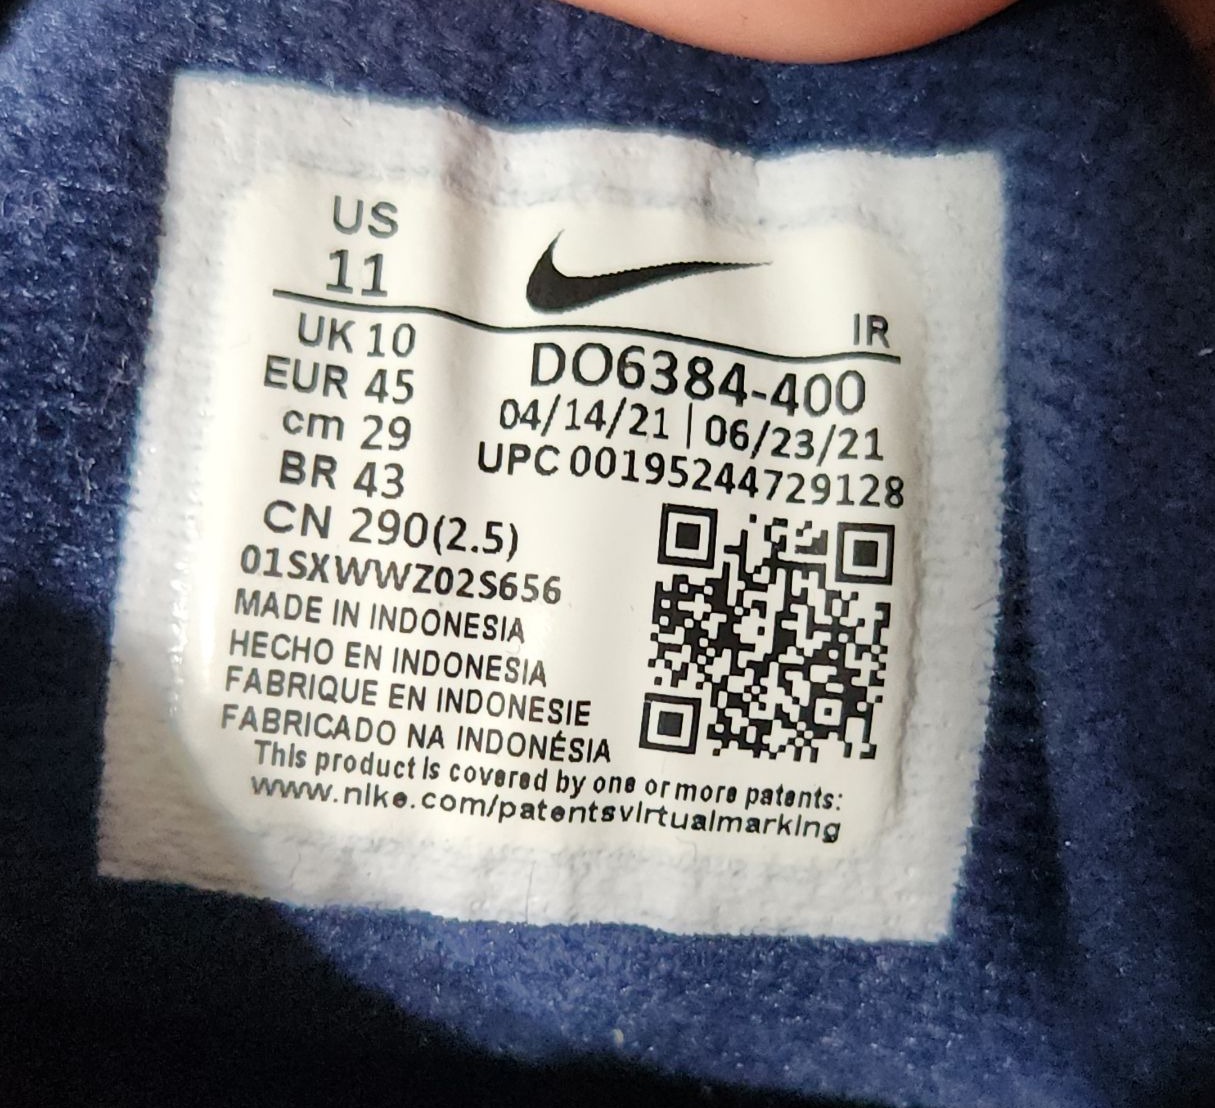 US
11
IR
UK 10
EUR 45
cm 29
BR 43
CN 290(2.5)
DO6384-400
04/14/21 | 06/23/21
UPC 00195244729128
01SXWWZ02S656
MADE IN INDONESIA
HECHO EN INDONESIA
FABRIQUE EN INDONESIE
FABRICADO NA INDONÉSIA
This product is covered by one or more patents:
www.nike.com/patentsvirtualmarking